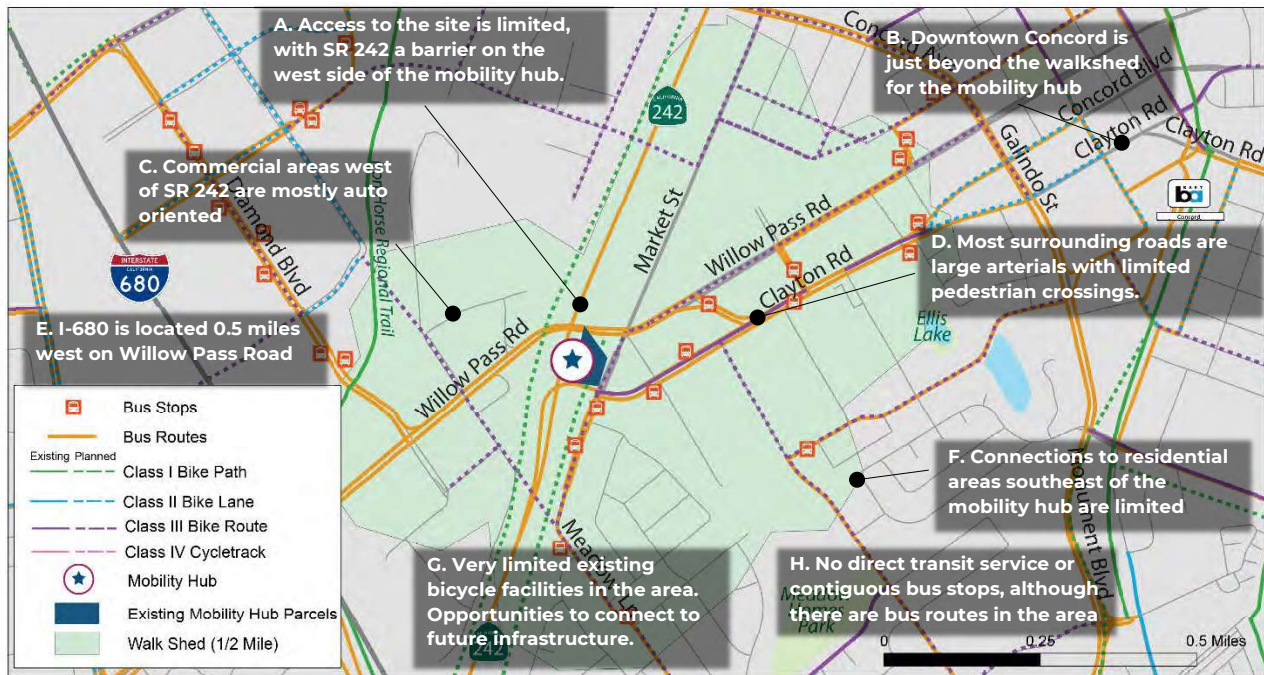 A. Access to the site is limited,
with SR 242 a barrier on the
west side of the mobility hub.
B. Downtown Concord is
just beyond the walkshed
for the mobility hub
C. Commercial areas west
of SR 242 are mostly auto
oriented
D. Most surrounding roads are
large arterials with limited
pedestrian crossings.
E. I-680 is located 0.5 miles
west on Willow Pass Road
F. Connections to residential
areas southeast of the
mobility hub are limited
G. Very limited existing
bicycle facilities in the area.
Opportunities to connect to
future infrastructure.
H. No direct transit service or
contiguous bus stops, although
there are bus routes in the area
Concord
Concord Blvd
Clayton Rd
Clayton Rd
Galindo St
CALIFORNIA
242
Market St
Willow Pass Rd
Clayton Rd
Diamond Blvd
Horse Regional Trail
INTERSTATE
CALIFORNIA
680
Willow Pass Rd
Ellis
Lake
BART
ba
Concord
Monument Blvd
Meadow
Homes
Park
242
Bus Stops
Bus Routes
Existing Planned
Class I Bike Path
Class II Bike Lane
Class III Bike Route
Class IV Cycletrack
Mobility Hub
Existing Mobility Hub Parcels
Walk Shed (1/2 Mile)
0 0.25 0.5 Miles